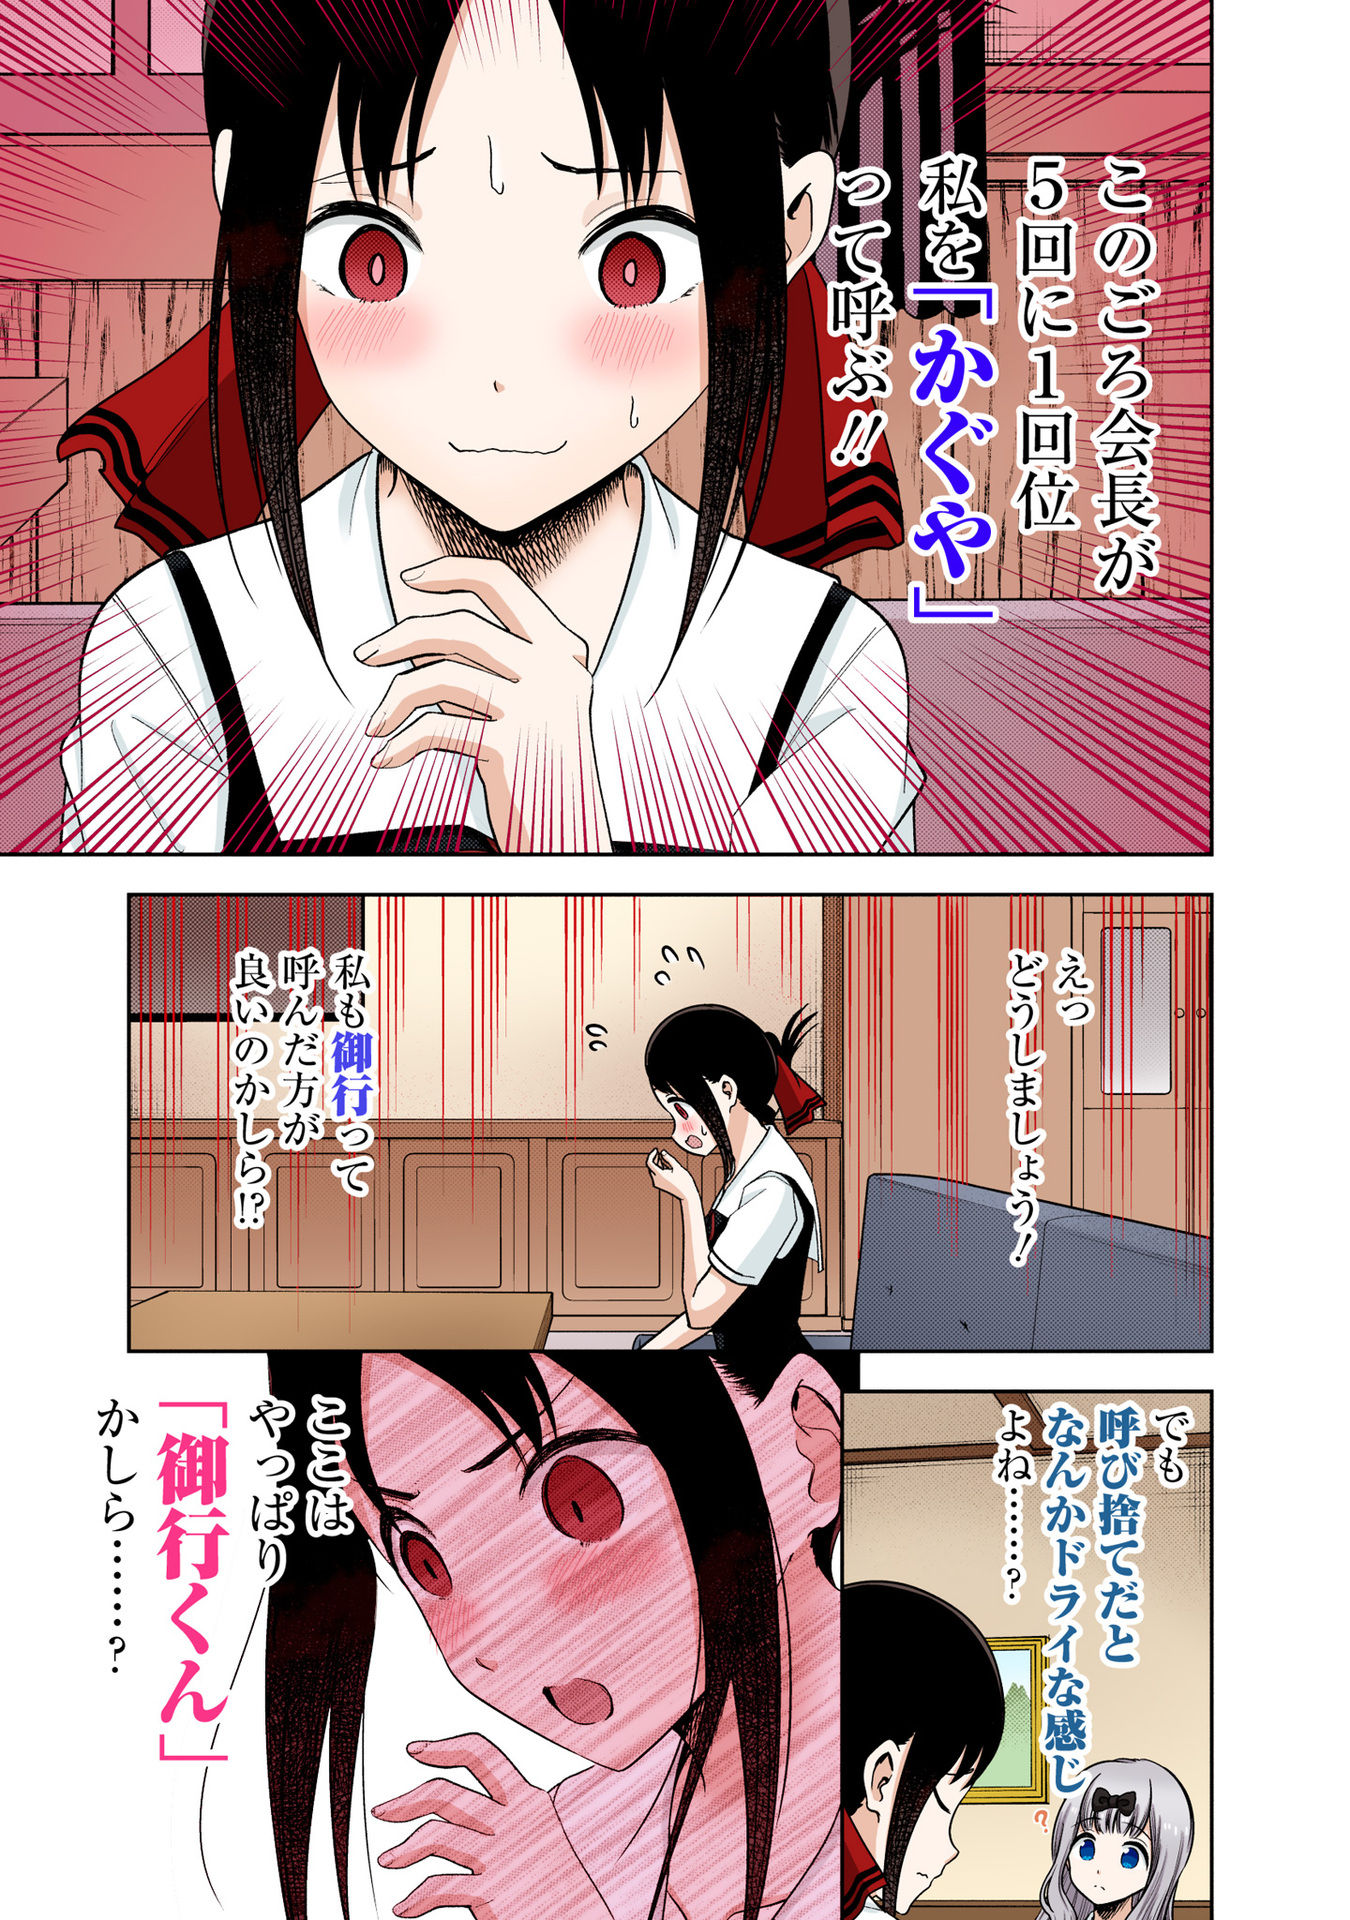 このごろ会長が
5回に1回位
私を「かぐや」
って呼ぶ!!
えっ
どうしましょう!
私も御行って
呼んだ方が
良いのかしら!?
でも
呼び捨てだと
なんかドライな感じ
よね……?
?
ここは
やっぱり
「御行くん」
かしら……?